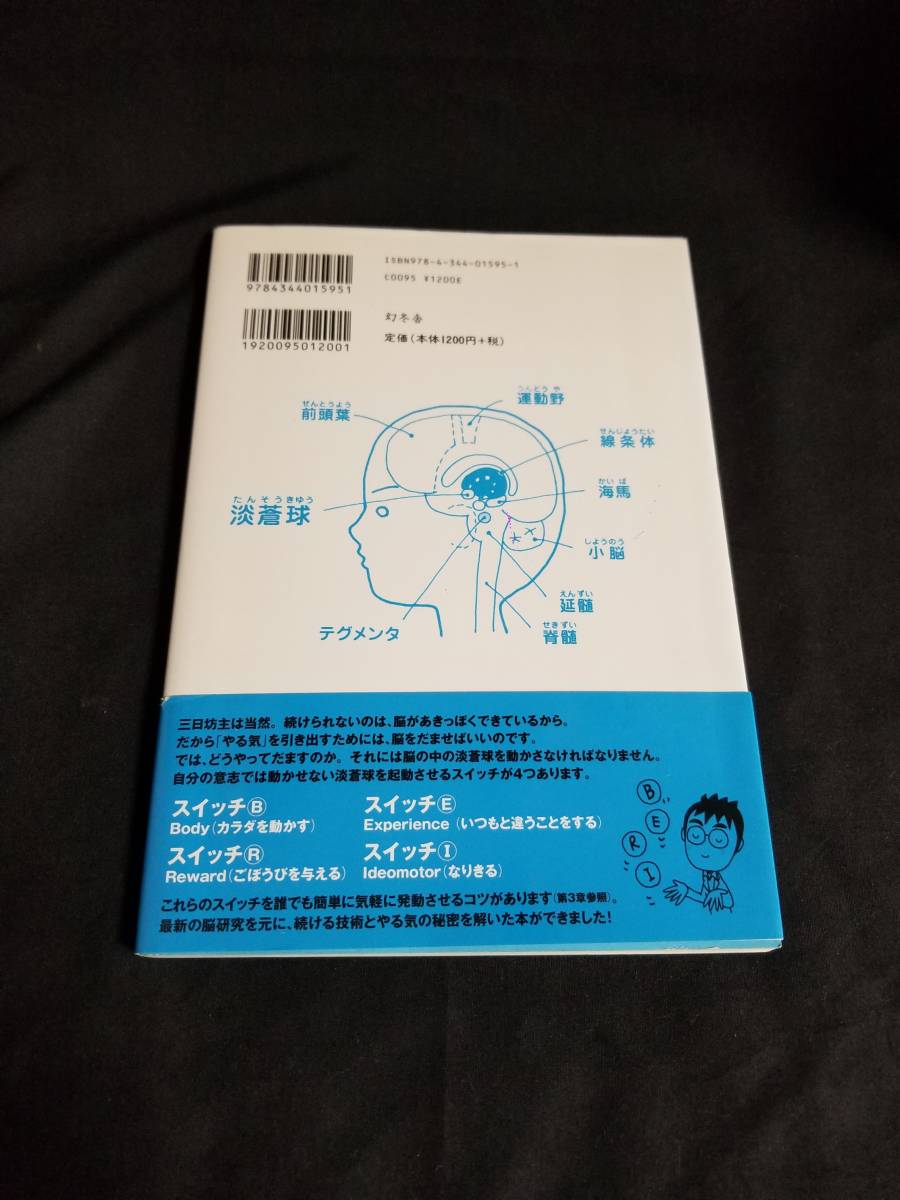 ISBN978-4-344-01595-1
C0095 ¥1200E
9784344015951
幻冬舎
定価(本体1200円+税)
1920095012001
ぜんとうよう
前頭葉
うんどうや
運動野
せんじょうたい
線条体
かいば
海馬
たんそうきゆう
淡蒼球
しようのう
小脳
えんずい
延髄
テグメンタ
せきずい
脊髄
三日坊主は当然。続けられないのは、脳があきっぽくできているから。
だから「やる気」を引き出すためには、脳をだませばいいのです。
では、どうやってだますのか。それには脳の中の淡蒼球を動かさなければなりません。
自分の意志では動かせない淡蒼球を起動させるスイッチが4つあります。
スイッチⒷ
Body(カラダを動かす)
スイッチⒺ
Experience(いつもと違うことをする)
スイッチⓇ
Reward(ごほうびを与える)
スイッチⒾ
Ideomotor(なりきる)
B
E
R
I
これらのスイッチを誰でも簡単に気軽に発動させるコツがあります(第3章参照)。
最新の脳研究を元に、続ける技術とやる気の秘密を解いた本ができました!